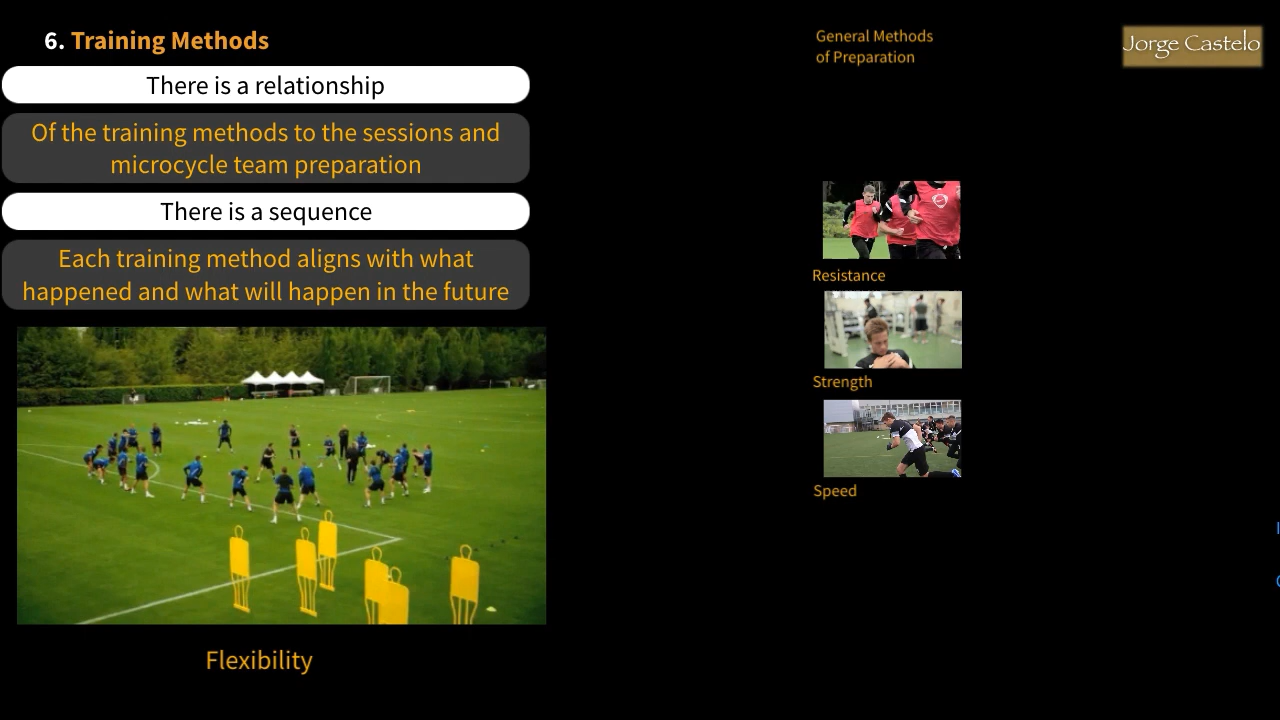 6. Training Methods
There is a relationship
Of the training methods to the sessions and
microcycle team preparation
There is a sequence
Each training method aligns with what
happened and what will happen in the future
Flexibility
General Methods
of Preparation
Resistance
Strength
Speed
Jorge Castelo